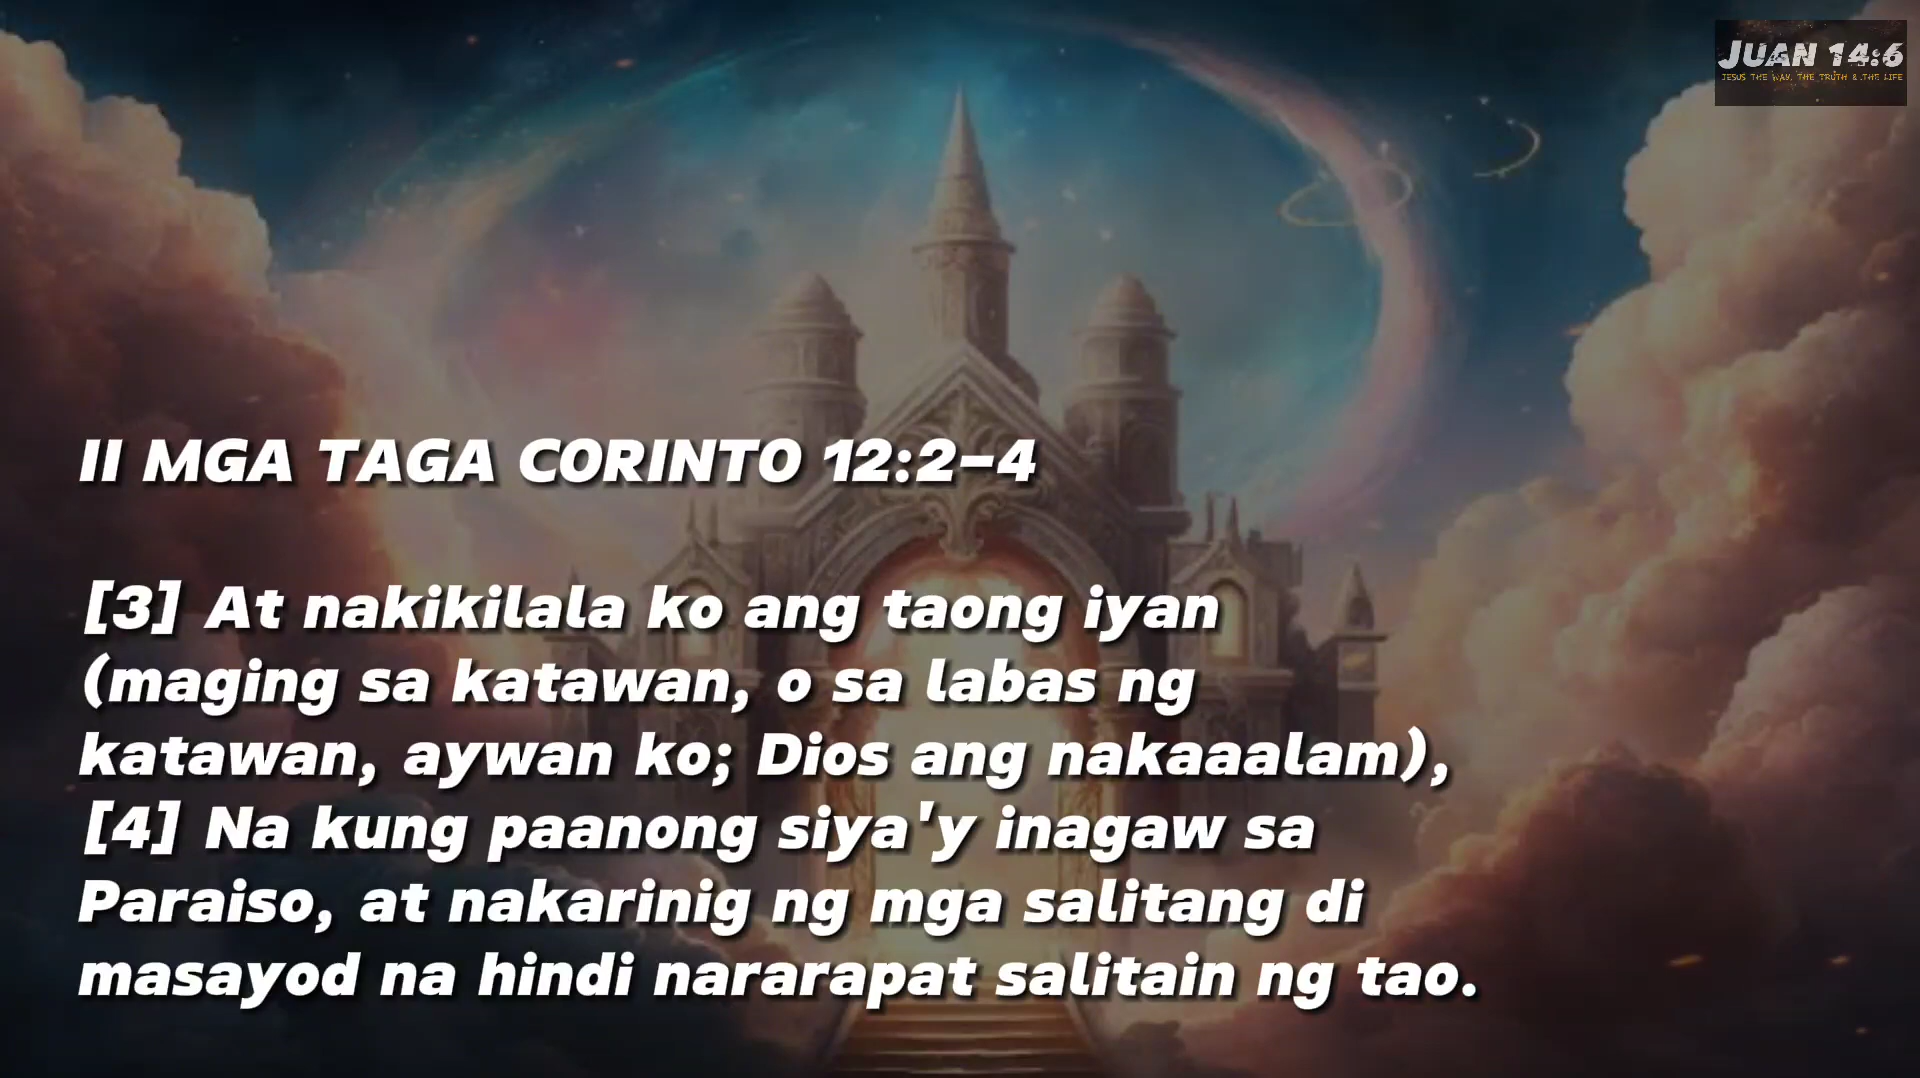 JUAN 14:6
JESUS THE WAY, THE TRUTH & THE LIFE
II MGA TAGA CORINTO 12:2-4
[3] At nakikilala ko ang taong iyan
(maging sa katawan, o sa labas ng
katawan, aywan ko; Dios ang nakaaalam),
[4] Na kung paanong siya'y inagaw sa
Paraiso, at nakarinig ng mga salitang di
masayod na hindi nararapat salitain ng tao.